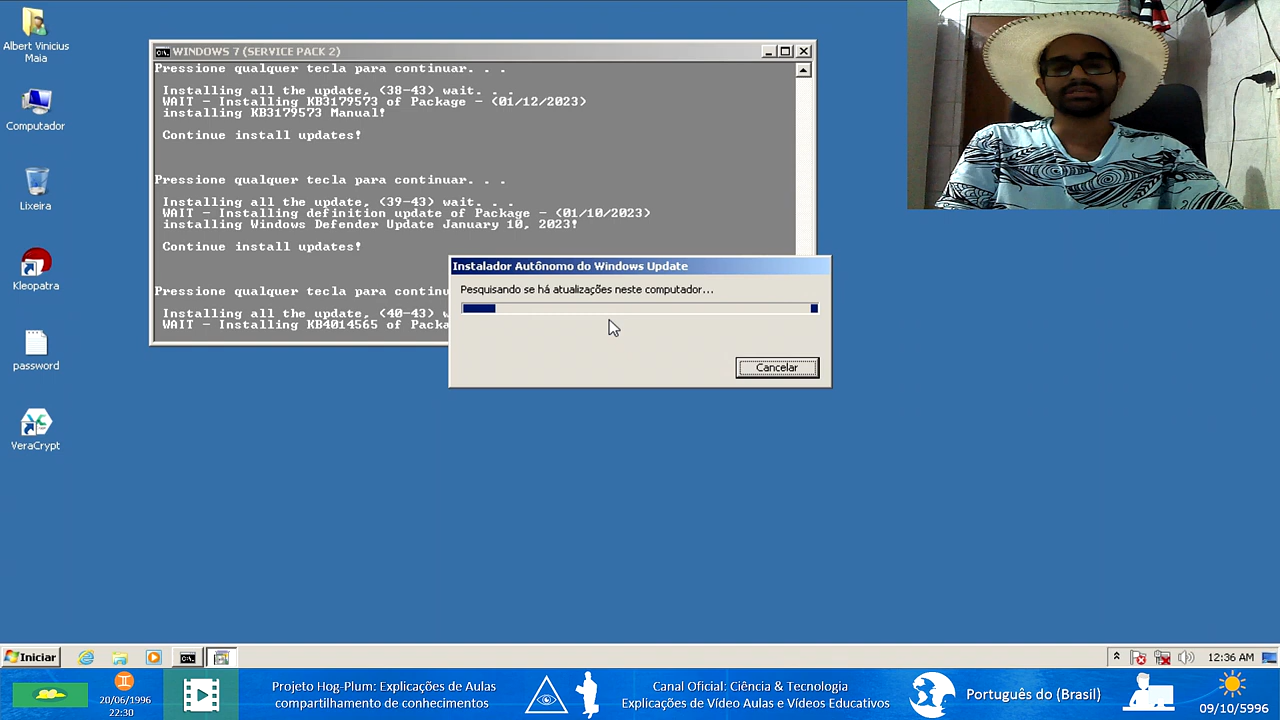 Albert Vinicius
Maia
Computador
Lixeira
Kleopatra
password
VeraCrypt
WINDOWS 7 (SERVICE PACK 2)
Pressione qualquer tecla para continuar. . .
Installing all the update, (38-43) wait. . .
WAIT - Installing KB3179573 of Package - (01/12/2023)
installing KB3179573 Manual!
Continue install updates!
Pressione qualquer tecla para continuar. . .
Installing all the update, (39-43) wait. . .
WAIT - Installing definition update of Package - (01/10/2023)
installing Windows Defender Update January 10, 2023!
Continue install updates!
Pressione qualquer tecla para continu
Installing all the update, (40-43) w
WAIT - Installing KB4014565 of Packa
Instalador Autônomo do Windows Update
Pesquisando se há atualizações neste computador...
Cancelar
Iniciar
12:36 AM
20/06/1996
22:30
Projeto Hog-Plum: Explicações de Aulas
compartilhamento de conhecimentos
Canal Oficial: Ciência & Tecnologia
Explicações de Vídeo Aulas e Vídeos Educativos
Português do (Brasil)
09/10/5996